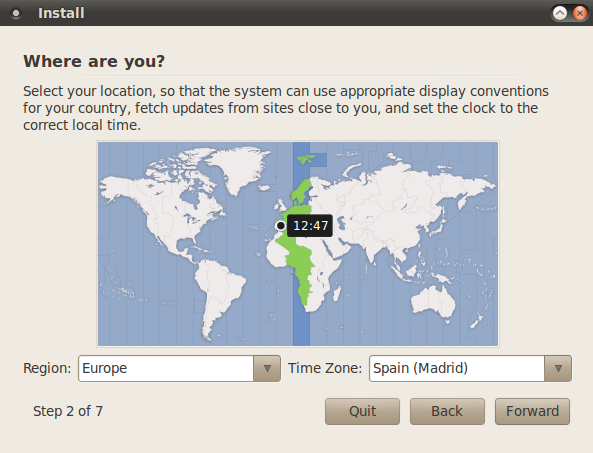 Install
Where are you?
Select your location, so that the system can use appropriate display conventions
for your country, fetch updates from sites close to you, and set the clock to the
correct local time.
12:47
Region: Europe Time Zone: Spain (Madrid)
Step 2 of 7 Quit Back Forward